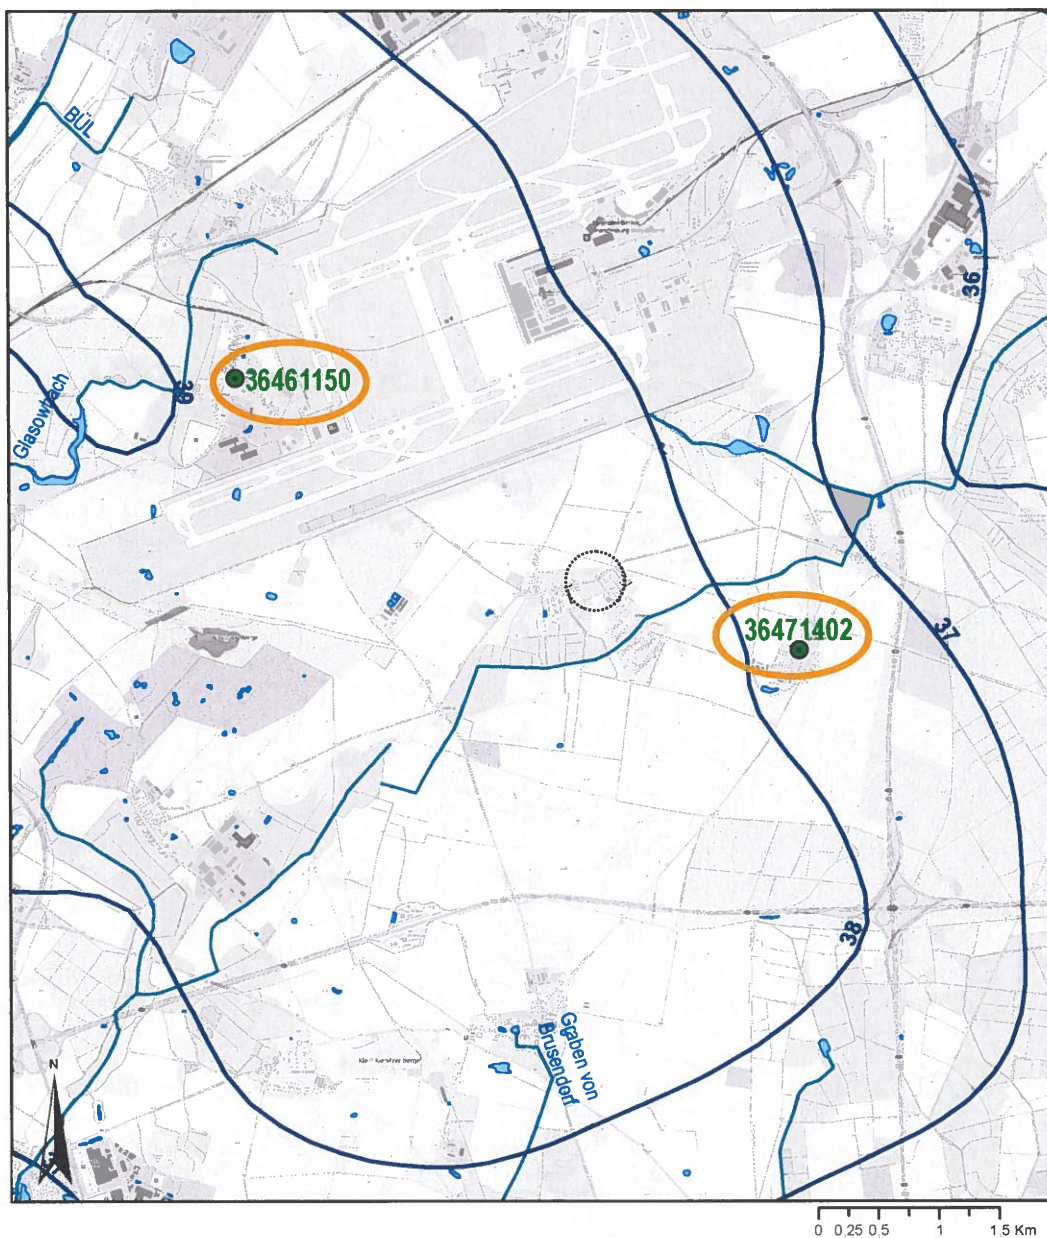 BÜL
36
39
36461150
Glasowbach
37
36471402
38
Graben von
Brusendorf
N
0 0,25 0,5 1 1,5 Km